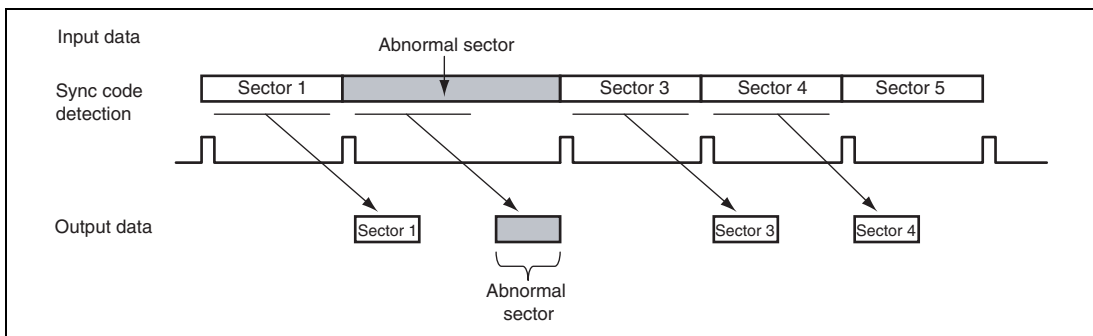 Input data
Abnormal sector
Sync code
detection
Sector 1
Sector 3
Sector 4
Sector 5
Output data
Sector 1
Sector 3
Sector 4
Abnormal
sector